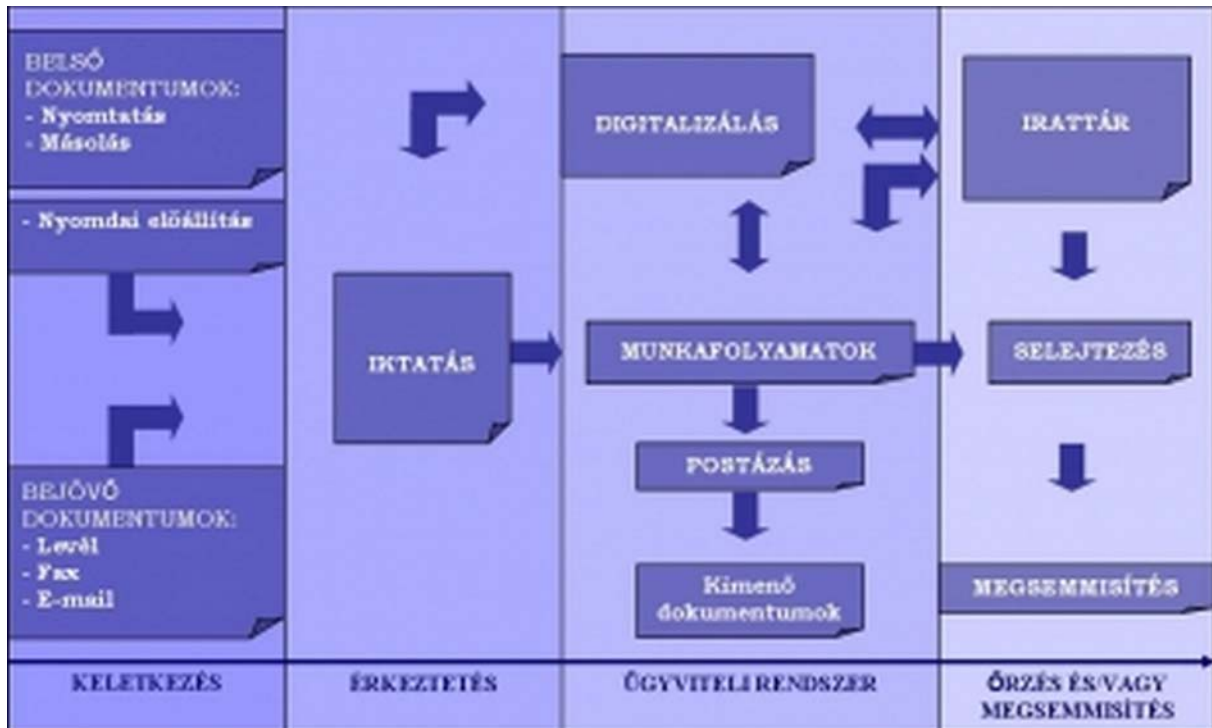 BELSŐ
DOKUMENTUMOK:
- Nyomtatás
- Másolás
- Nyomdai előállítás
BEJÖVŐ
DOKUMENTUMOK:
- Levél
- Fax
- E-mail
IKTATÁS
DIGITALIZÁLÁS
MUNKAFOLYAMATOK
POSTÁZÁS
Kimenő
dokumentumok
IRATTÁR
SELEJTEZÉS
MEGSEMMISÍTÉS
KELETKEZÉS
ÉRKEZTETÉS
ÜGYVITELI RENDSZER
ŐRZÉS ÉS/VAGY
MEGSEMMISÍTÉS